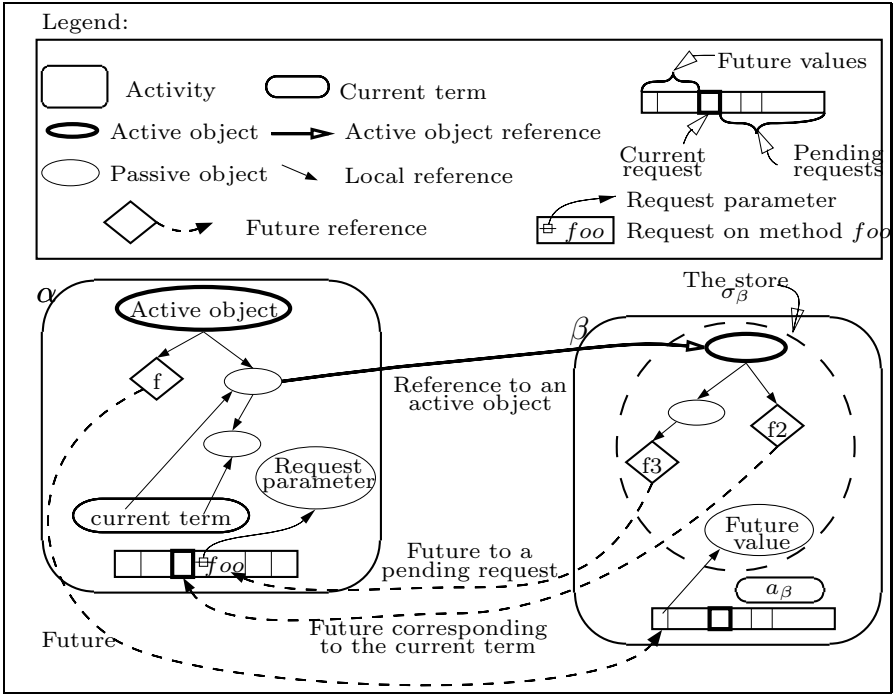 Legend:
Future values
Activity
Current term
Active object
Active object reference
Current
request
Pending
requests
Passive object
Local reference
Request parameter
Future reference
foo
Request on method foo
α
Active object
The store
σβ
β
f
Reference to an
active object
f2
f3
Request
parameter
current term
Future
value
foo
Future to a
pending request
aβ
Future corresponding
to the current term
Future